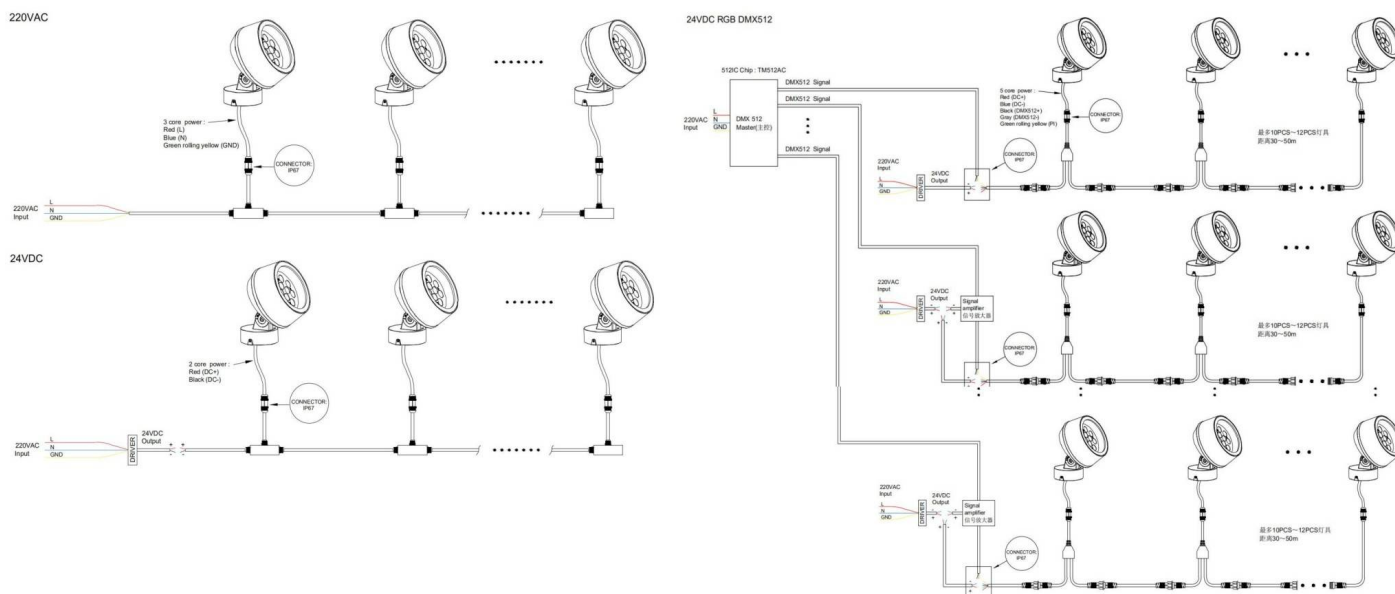 220VAC
3 core power :
Red (L)
Blue (N)
Green rolling yellow (GND)
CONNECTOR:
IP67
220VAC
Input
L
N
GND
24VDC
2 core power :
Red (DC+)
Black (DC-)
CONNECTOR:
IP67
220VAC
Input
L
N
GND
DRIVER
24VDC
Output
+ +
- -
24VDC RGB DMX512
512IC Chip : TM512AC
220VAC
Input
L
N
GND
DMX 512
Master(主控)
DMX512 Signal
DMX512 Signal
DMX512 Signal
5 core power :
Red (DC+)
Blue (DC-)
Black (DMX512+)
Gray (DMX512-)
Green rolling yellow (PI)
CONNECTOR:
IP67
CONNECTOR:
IP67
最多10PCS～12PCS灯具
距离30～50m
220VAC
Input
L
N
GND
DRIVER
24VDC
Output
-
+
220VAC
Input
L
N
GND
DRIVER
24VDC
Output
- -
+ +
+ -
Signal
amplifier
信号放大器
CONNECTOR:
IP67
-
+
最多10PCS～12PCS灯具
距离30～50m
220VAC
Input
L
N
GND
DRIVER
24VDC
Output
- -
+ +
+ -
Signal
amplifier
信号放大器
CONNECTOR:
IP67
-
+
最多10PCS～12PCS灯具
距离30～50m